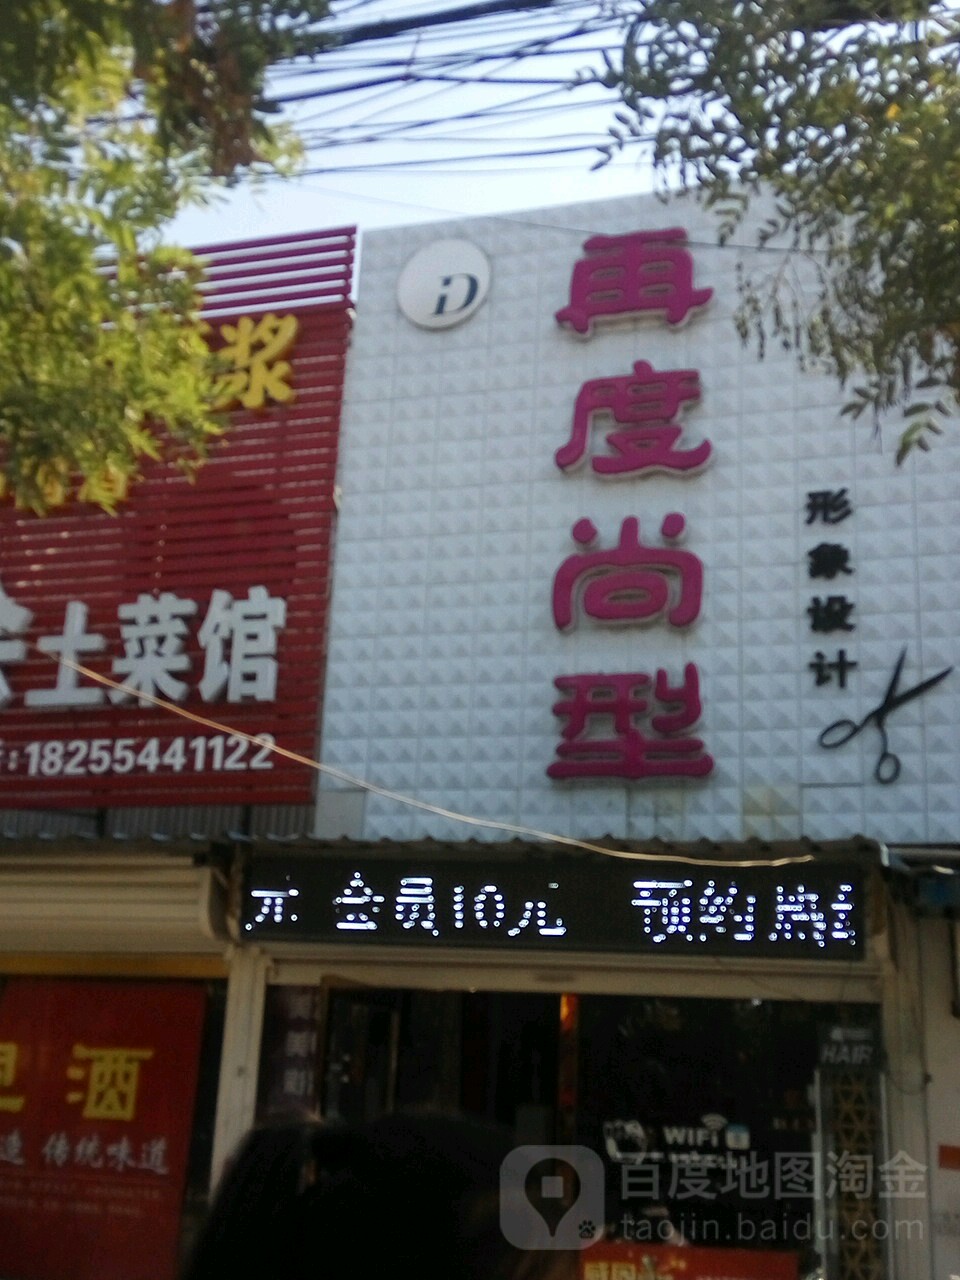 iD
再度尚型
形象设计
浆
土菜馆
:18255441122
会员10元 预约
酒
造 传统味道
HAIR
WiFi
百度地图淘金
taojin.baidu.com